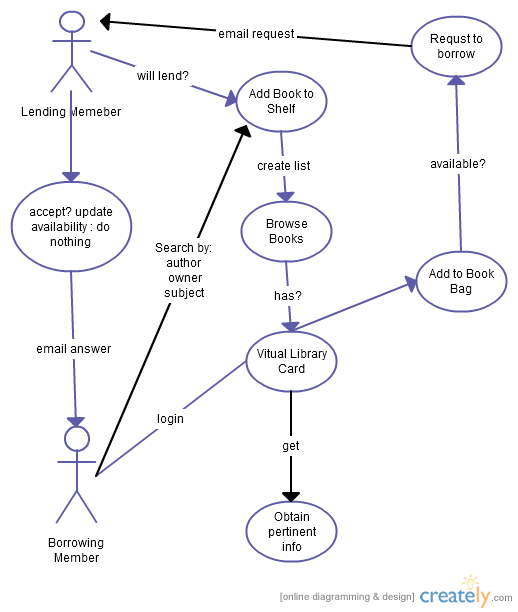 email request
Requst to
borrow
will lend?
Add Book to
Shelf
Lending Memeber
create list
available?
accept? update
availability : do
nothing
Browse
Books
Search by:
author
owner
subject
has?
Add to Book
Bag
email answer
Vitual Library
Card
login
get
Borrowing
Member
Obtain
pertinent
info
[online diagramming & design] creately.com